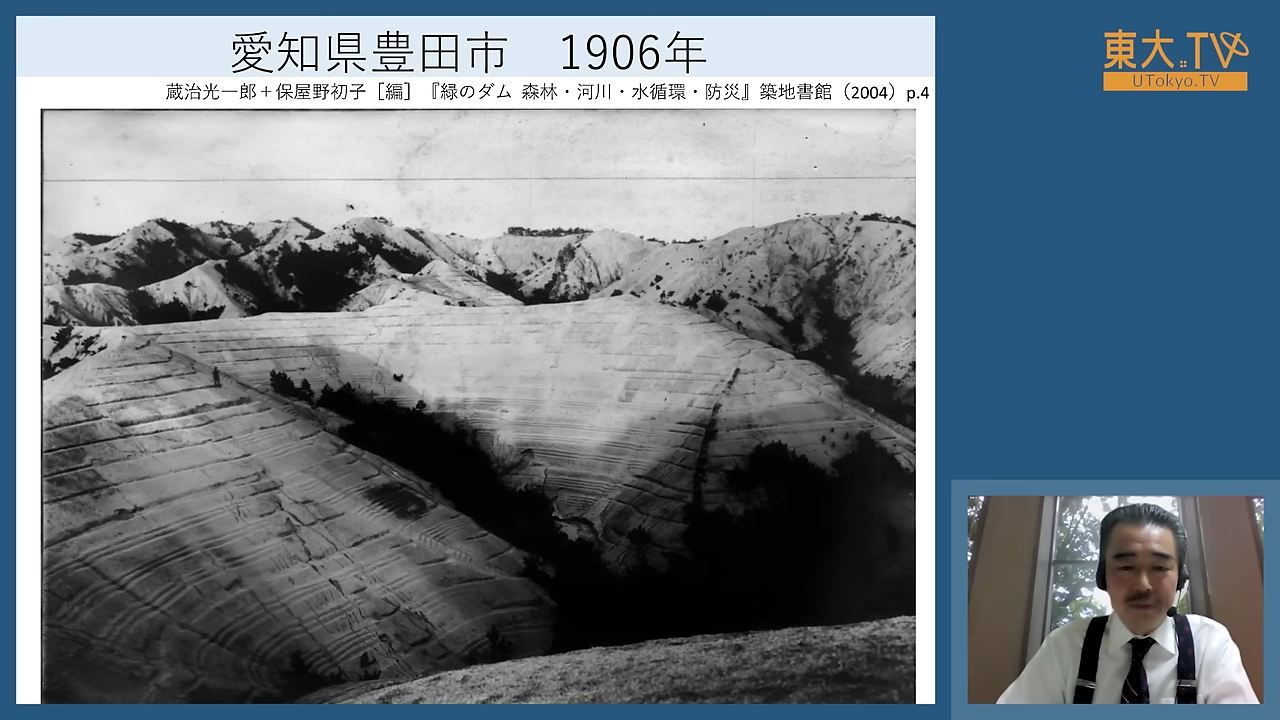 愛知県豊田市　1906年
蔵治光一郎＋保屋野初子［編］『緑のダム 森林・河川・水循環・防災』築地書館（2004）p.4
東大TV
UTokyo.TV